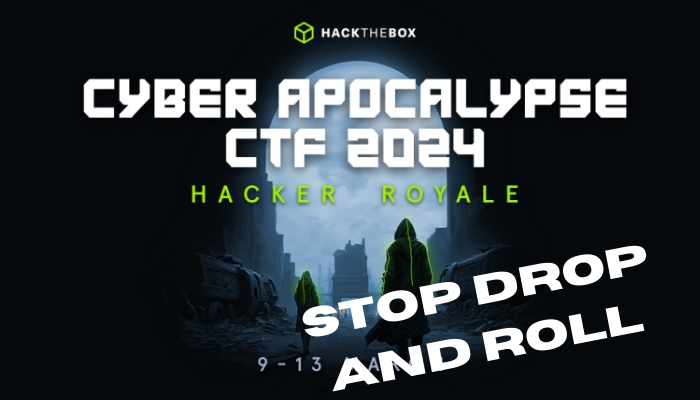 HACKTHEBOX
CYBER APOCALYPSE
CTF 2024
HACKER ROYALE
STOP DROP
AND ROLL
9-13